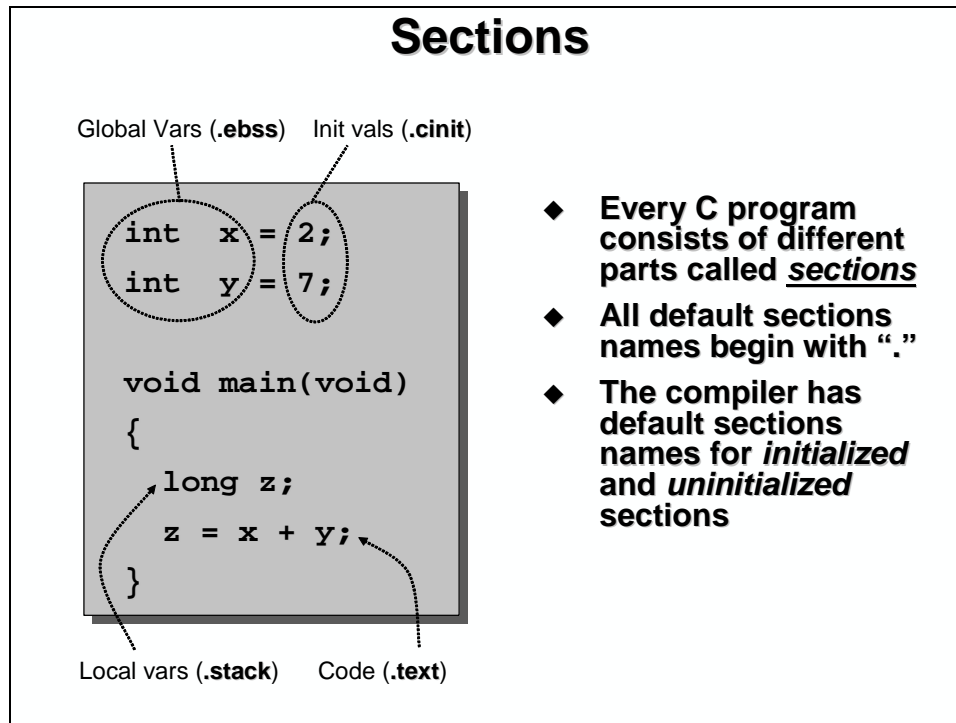 Sections
Global Vars (.ebss) Init vals (.cinit)
int x = 2;
int y = 7;
void main(void)
{
long z;
z = x + y;
}
Local vars (.stack) Code (.text)
◆ Every C program
consists of different
parts called sections
◆ All default sections
names begin with “.”
◆ The compiler has
default sections
names for initialized
and uninitialized
sections